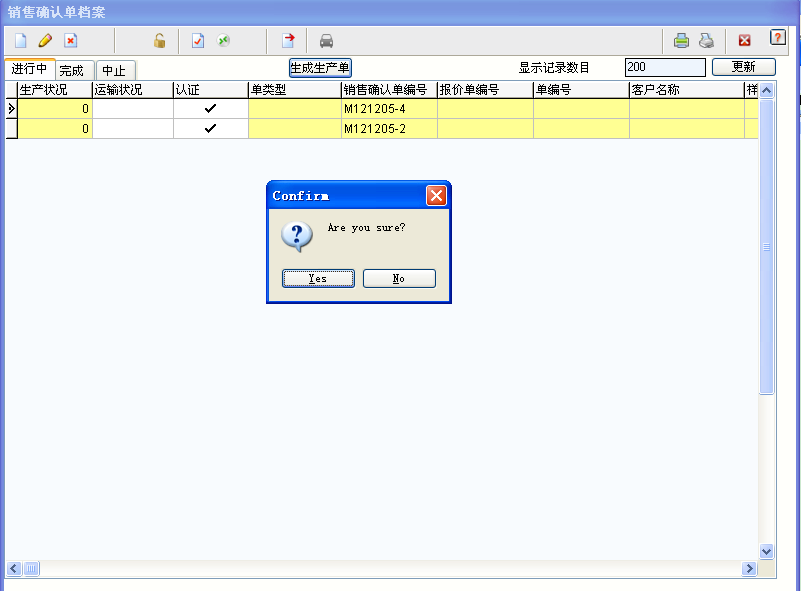 销售确认单档案
进行中 完成 中止 生成生产单 显示记录数目 200 更新
生产状况 运输状况 认证 单类型 销售确认单编号 报价单编号 单编号 客户名称 样
0 M121205-4
0 M121205-2
Confirm
Are you sure?
Yes No